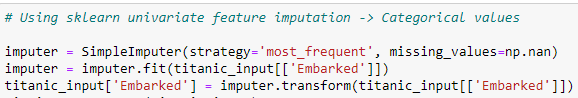 # Using sklearn univariate feature imputation -> Categorical values
imputer = SimpleImputer(strategy='most_frequent', missing_values=np.nan)
imputer = imputer.fit(titanic_input[['Embarked']])
titanic_input['Embarked'] = imputer.transform(titanic_input[['Embarked']])